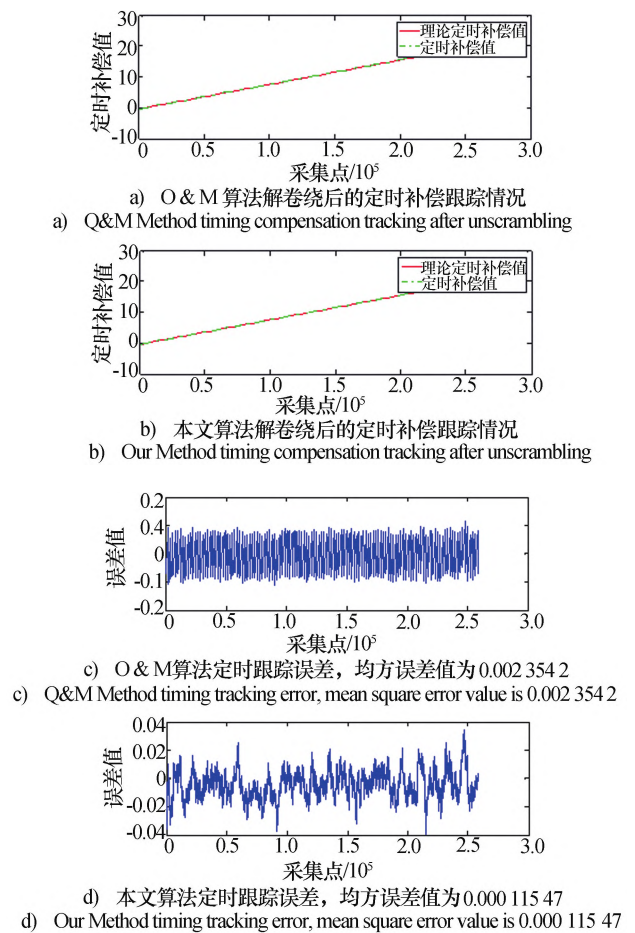 30
20
10
0
-10
定时补偿值
理论定时补偿值
定时补偿值
0 0.5 1.0 1.5 2.0 2.5 3.0
采集点/10⁵
a) O & M 算法解卷绕后的定时补偿跟踪情况
a) Q&M Method timing compensation tracking after unscrambling
30
20
10
0
-10
定时补偿值
理论定时补偿值
定时补偿值
0 0.5 1.0 1.5 2.0 2.5 3.0
采集点/10⁵
b) 本文算法解卷绕后的定时补偿跟踪情况
b) Our Method timing compensation tracking after unscrambling
0.2
0.4
0
-0.1
-0.2
误差值
0 0.5 1.0 1.5 2.0 2.5 3.0
采集点/10⁵
c) O & M算法定时跟踪误差，均方误差值为0.002 354 2
c) Q&M Method timing tracking error, mean square error value is 0.002 354 2
0.04
0.02
0
-0.02
-0.04
误差值
0 0.5 1.0 1.5 2.0 2.5 3.0
采集点/10⁵
d) 本文算法定时跟踪误差，均方误差值为0.000 115 47
d) Our Method timing tracking error, mean square error value is 0.000 115 47